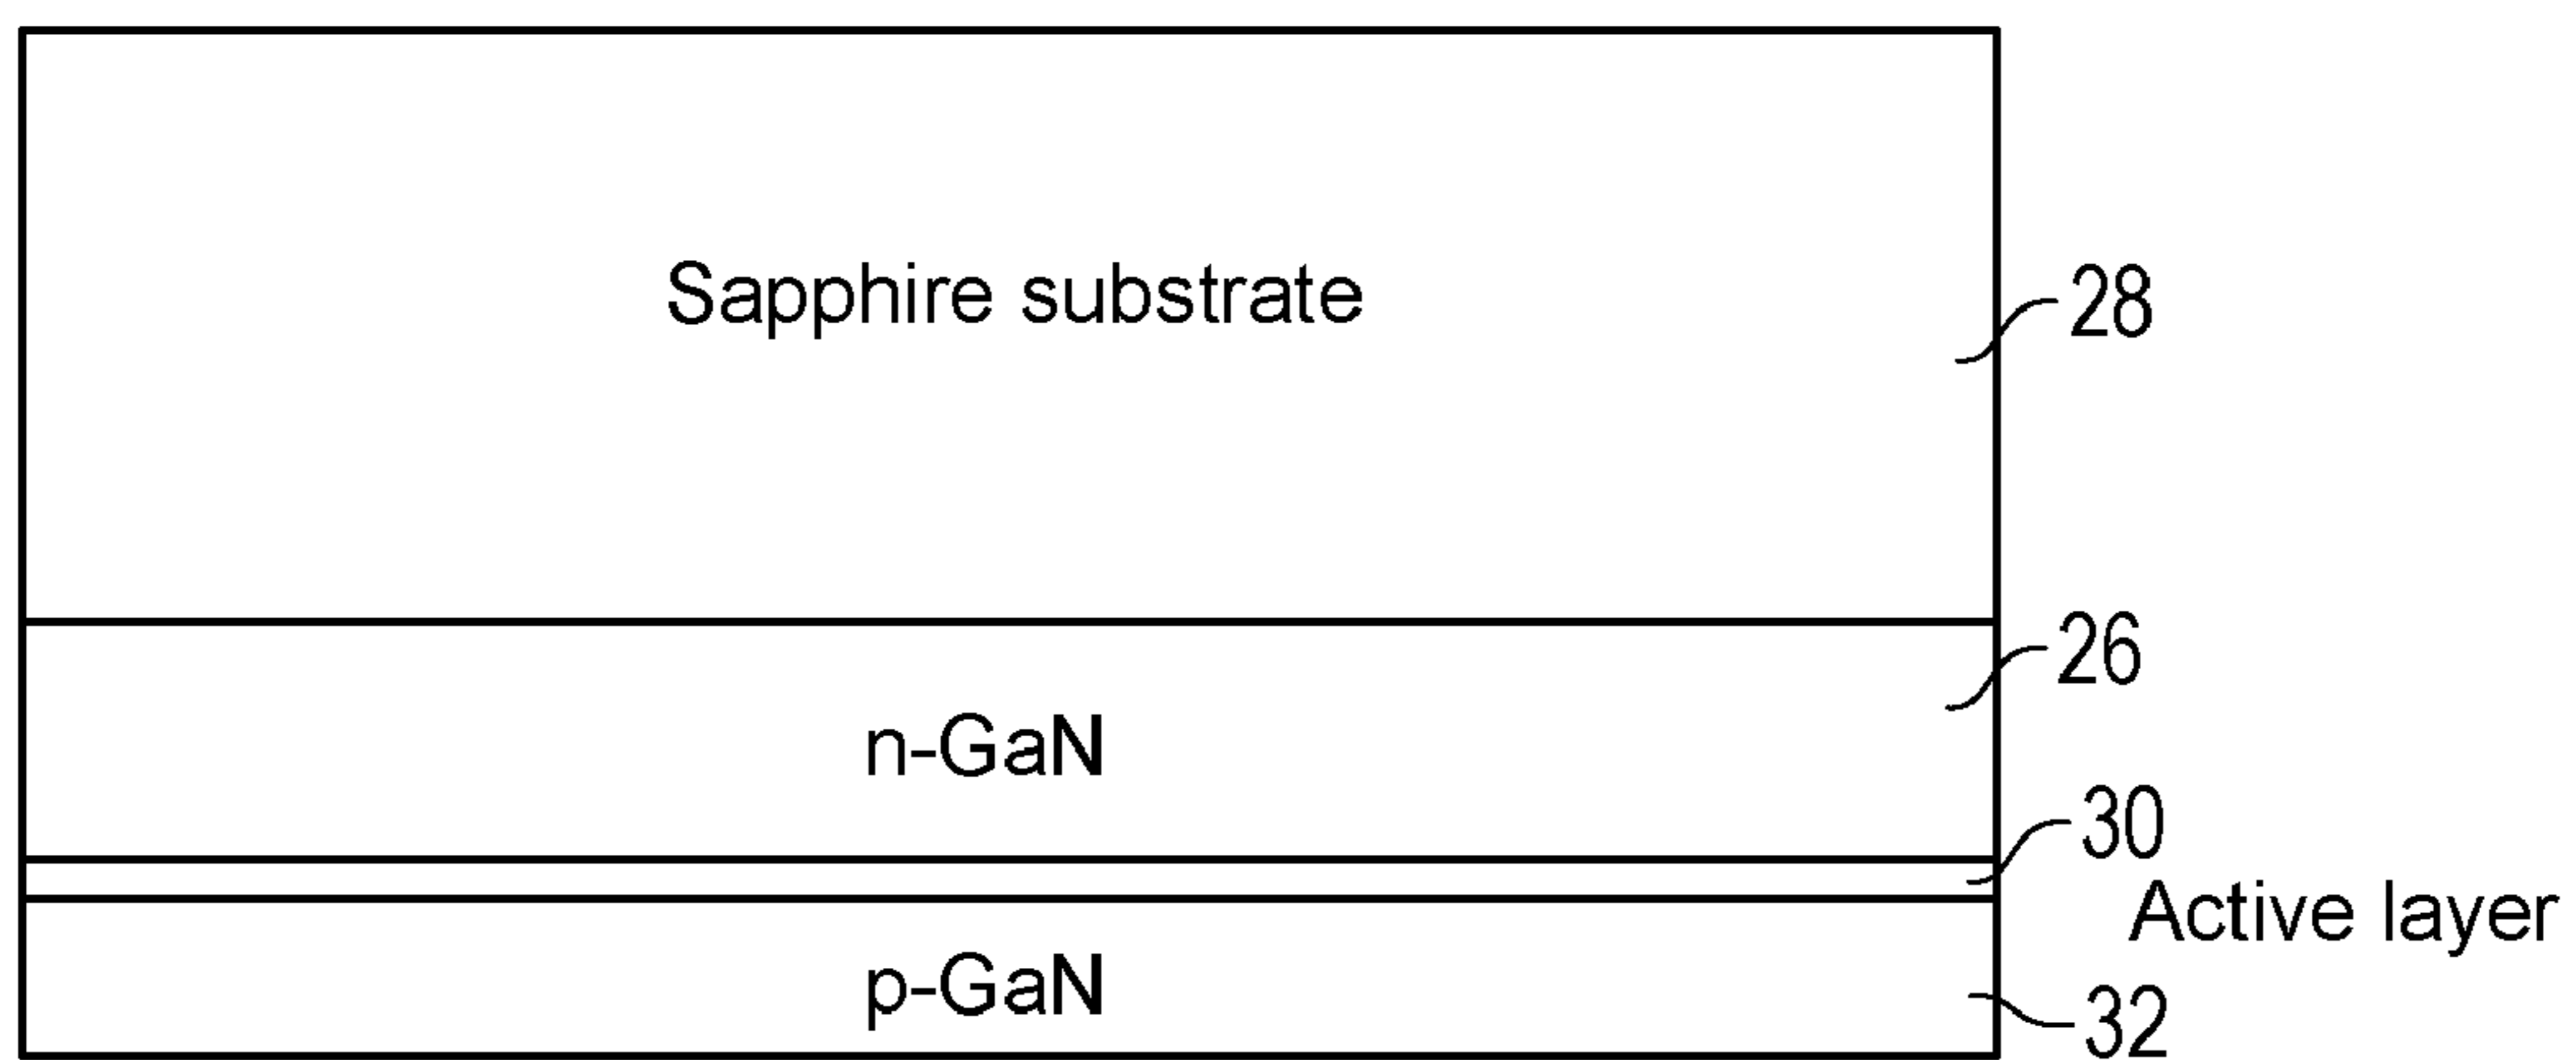 Sapphire substrate
28
26
n-GaN
30
Active layer
p-GaN
32